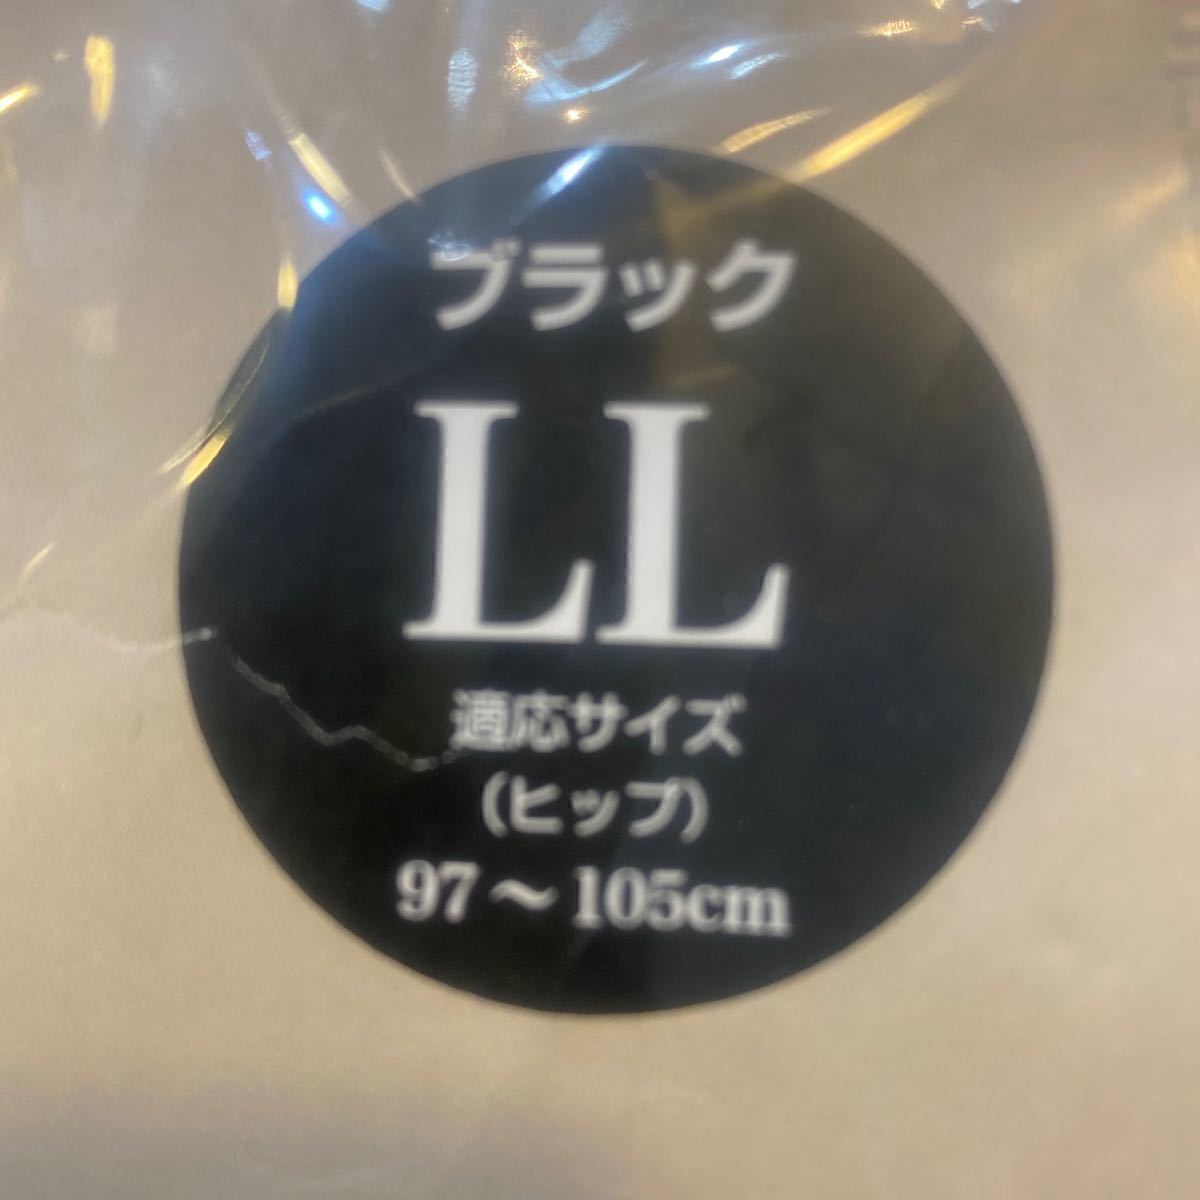 ブラック
LL
適応サイズ
（ヒップ）
97～105cm